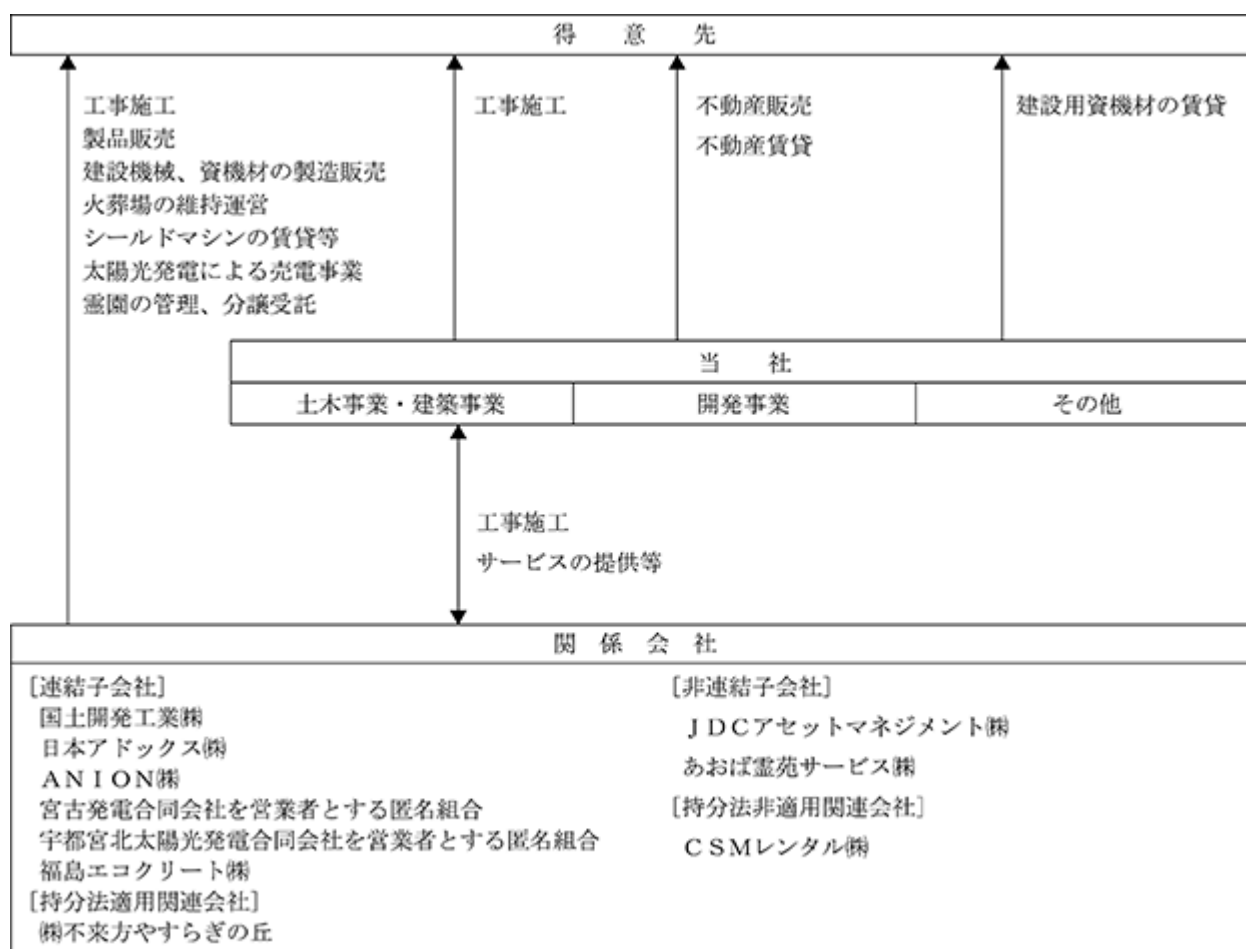 得意先
工事施工
製品販売
建設機械、資機材の製造販売
火葬場の維持運営
シールドマシンの賃貸等
太陽光発電による売電事業
霊園の管理、分譲受託
工事施工
不動産販売
不動産賃貸
建設用資機材の賃貸
当社
土木事業・建築事業
開発事業
その他
工事施工
サービスの提供等
関係会社
[連結子会社]
国土開発工業㈱
日本アドックス㈱
ＡＮＩＯＮ㈱
宮古発電合同会社を営業者とする匿名組合
宇都宮北太陽光発電合同会社を営業者とする匿名組合
福島エコクリート㈱
[持分法適用関連会社]
㈱不来方やすらぎの丘
[非連結子会社]
ＪＤＣアセットマネジメント㈱
あおば霊苑サービス㈱
[持分法非適用関連会社]
ＣＳＭレンタル㈱